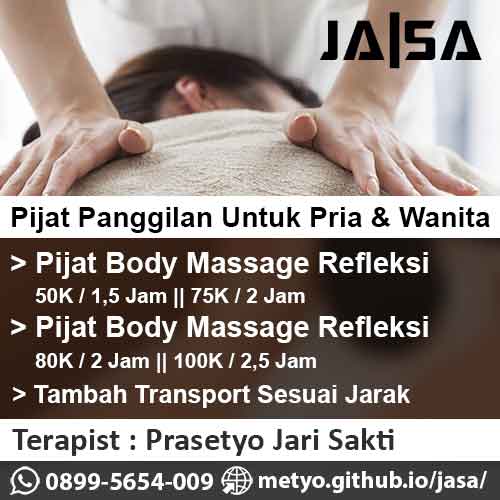 JA|SA
Pijat Panggilan Untuk Pria & Wanita
> Pijat Body Massage Refleksi
50K / 1,5 Jam || 75K / 2 Jam
> Pijat Body Massage Refleksi
80K / 2 Jam || 100K / 2,5 Jam
> Tambah Transport Sesuai Jarak
Terapist : Prasetyo Jari Sakti
0899-5654-009 metyo.github.io/jasa/